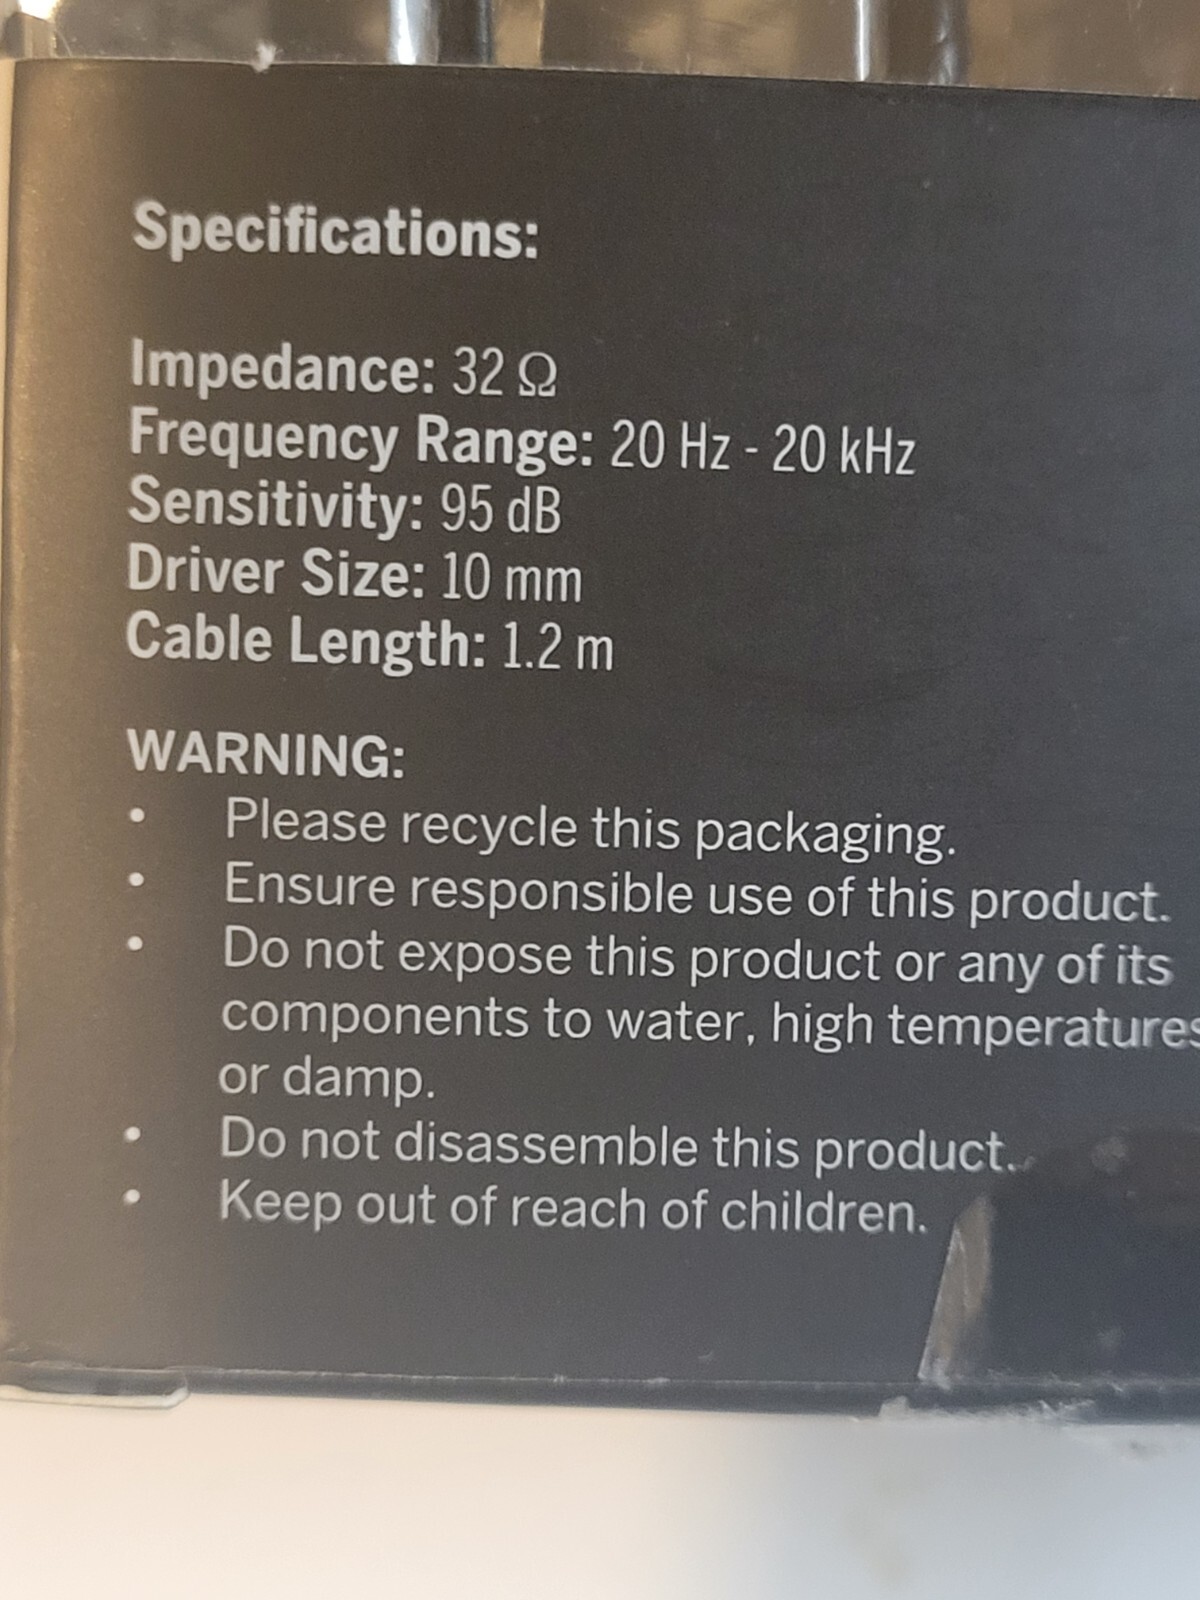 Specifications:
Impedance: 32 Ω
Frequency Range: 20 Hz - 20 kHz
Sensitivity: 95 dB
Driver Size: 10 mm
Cable Length: 1.2 m
WARNING:
• Please recycle this packaging.
• Ensure responsible use of this product.
• Do not expose this product or any of its
components to water, high temperatures
or damp.
• Do not disassemble this product.
• Keep out of reach of children.